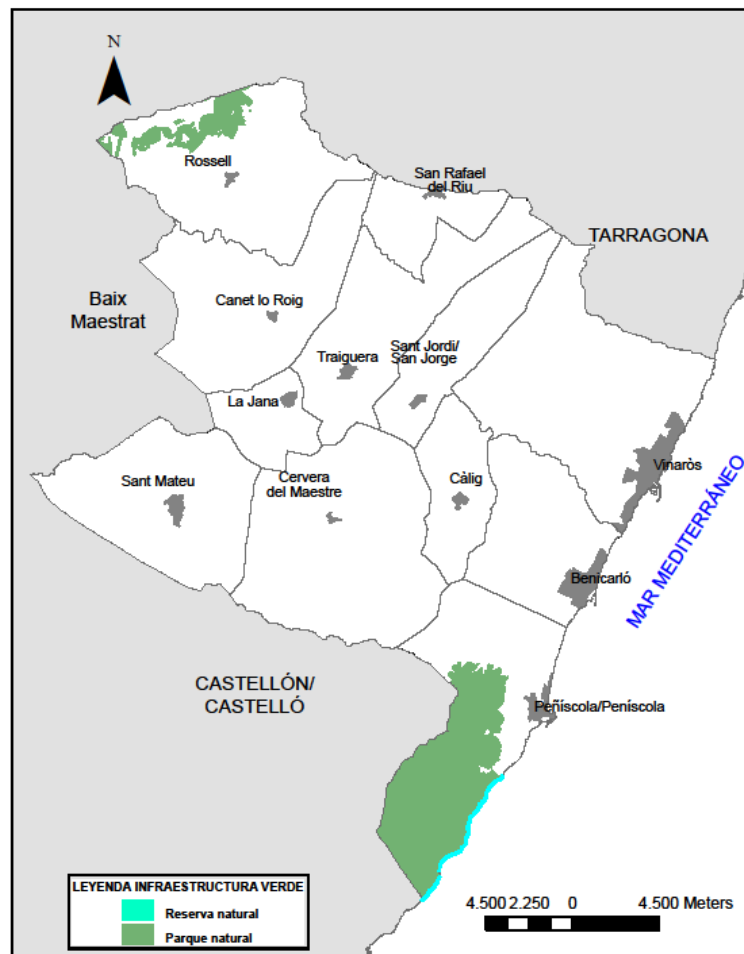 N
Rossell
San Rafael
del Riu
TARRAGONA
Baix
Maestrat
Canet lo Roig
Traiguera
Sant Jordi/
San Jorge
La Jana
Sant Mateu
Cervera
del Maestre
Càlig
Vinaròs
MAR MEDITERRÁNEO
Benicarló
CASTELLÓN/
CASTELLÓ
Peñíscola/Peníscola
LEYENDA INFRAESTRUCTURA VERDE
Reserva natural
Parque natural
4.500 2.250 0 4.500 Meters